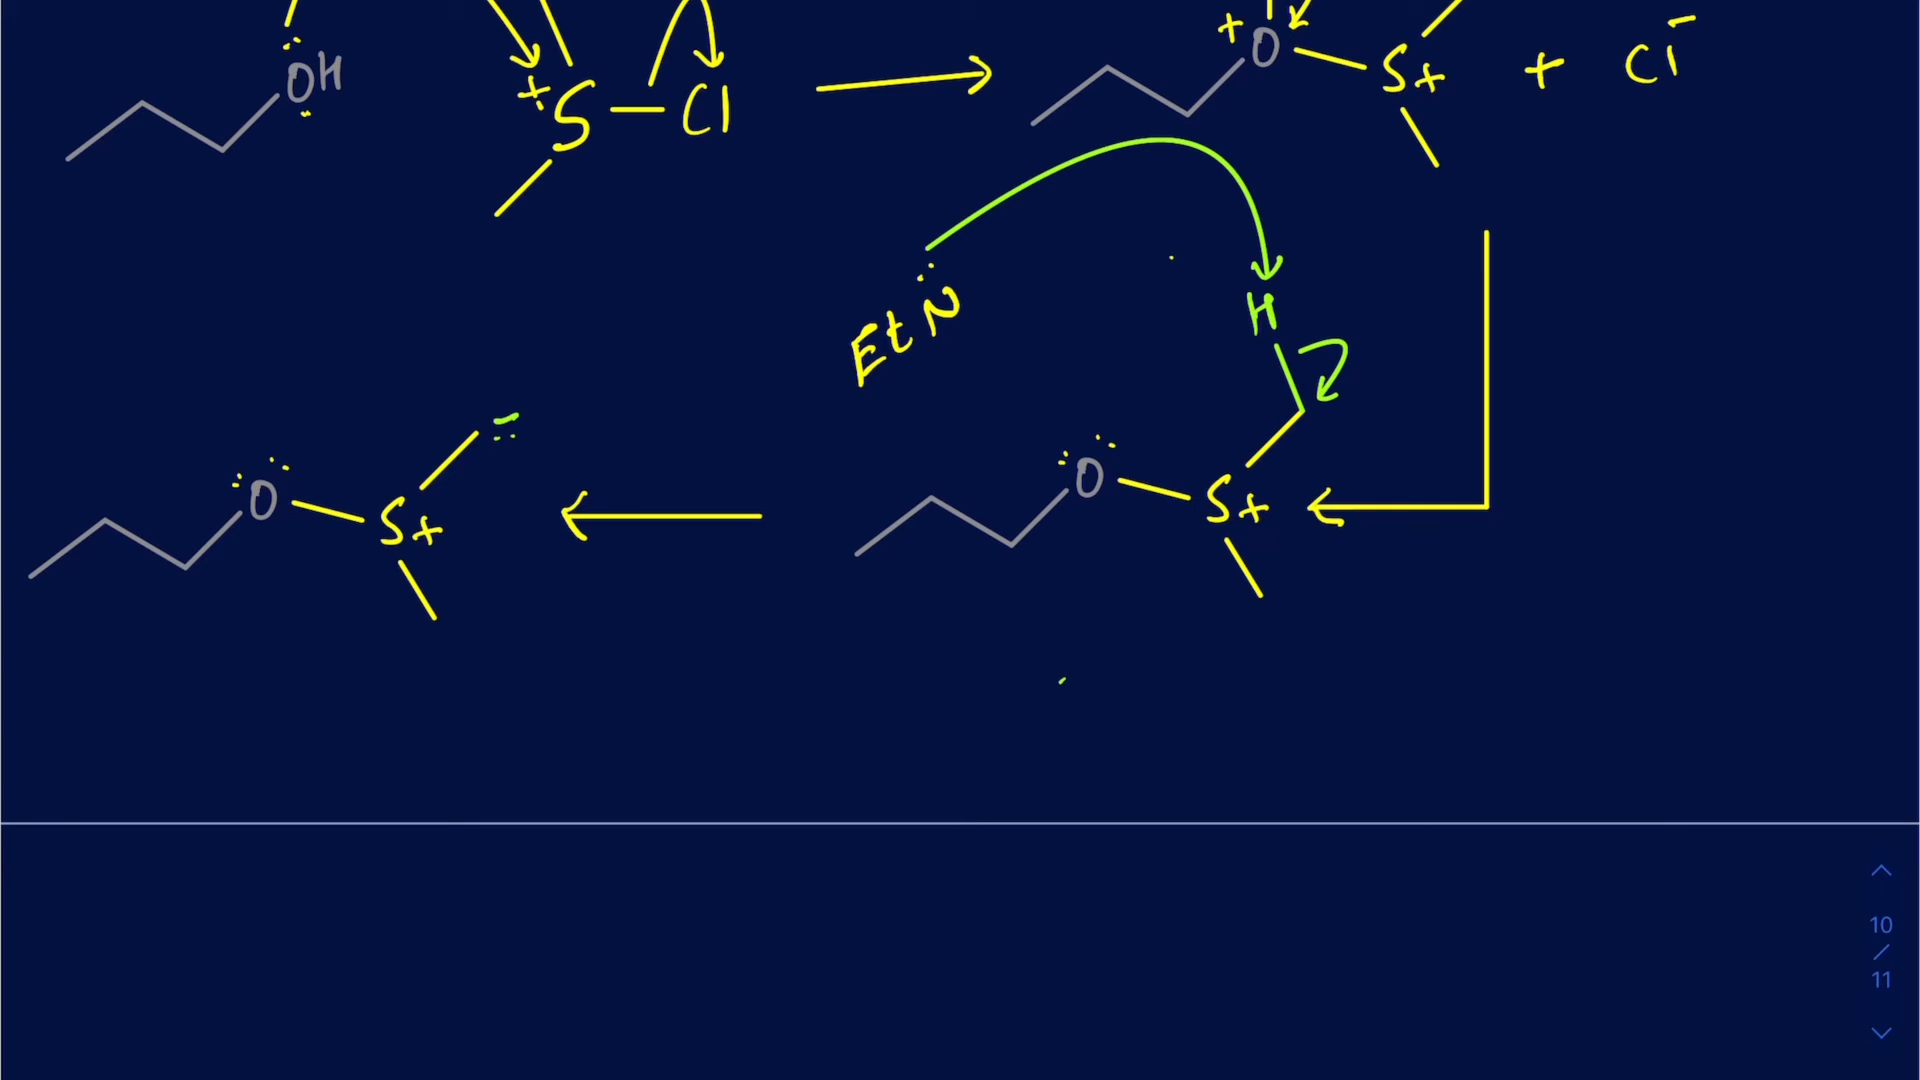 + O S+ + Cl⁻
OH + S — Cl
H
Et N̈
O S+
O S+
10
/
11